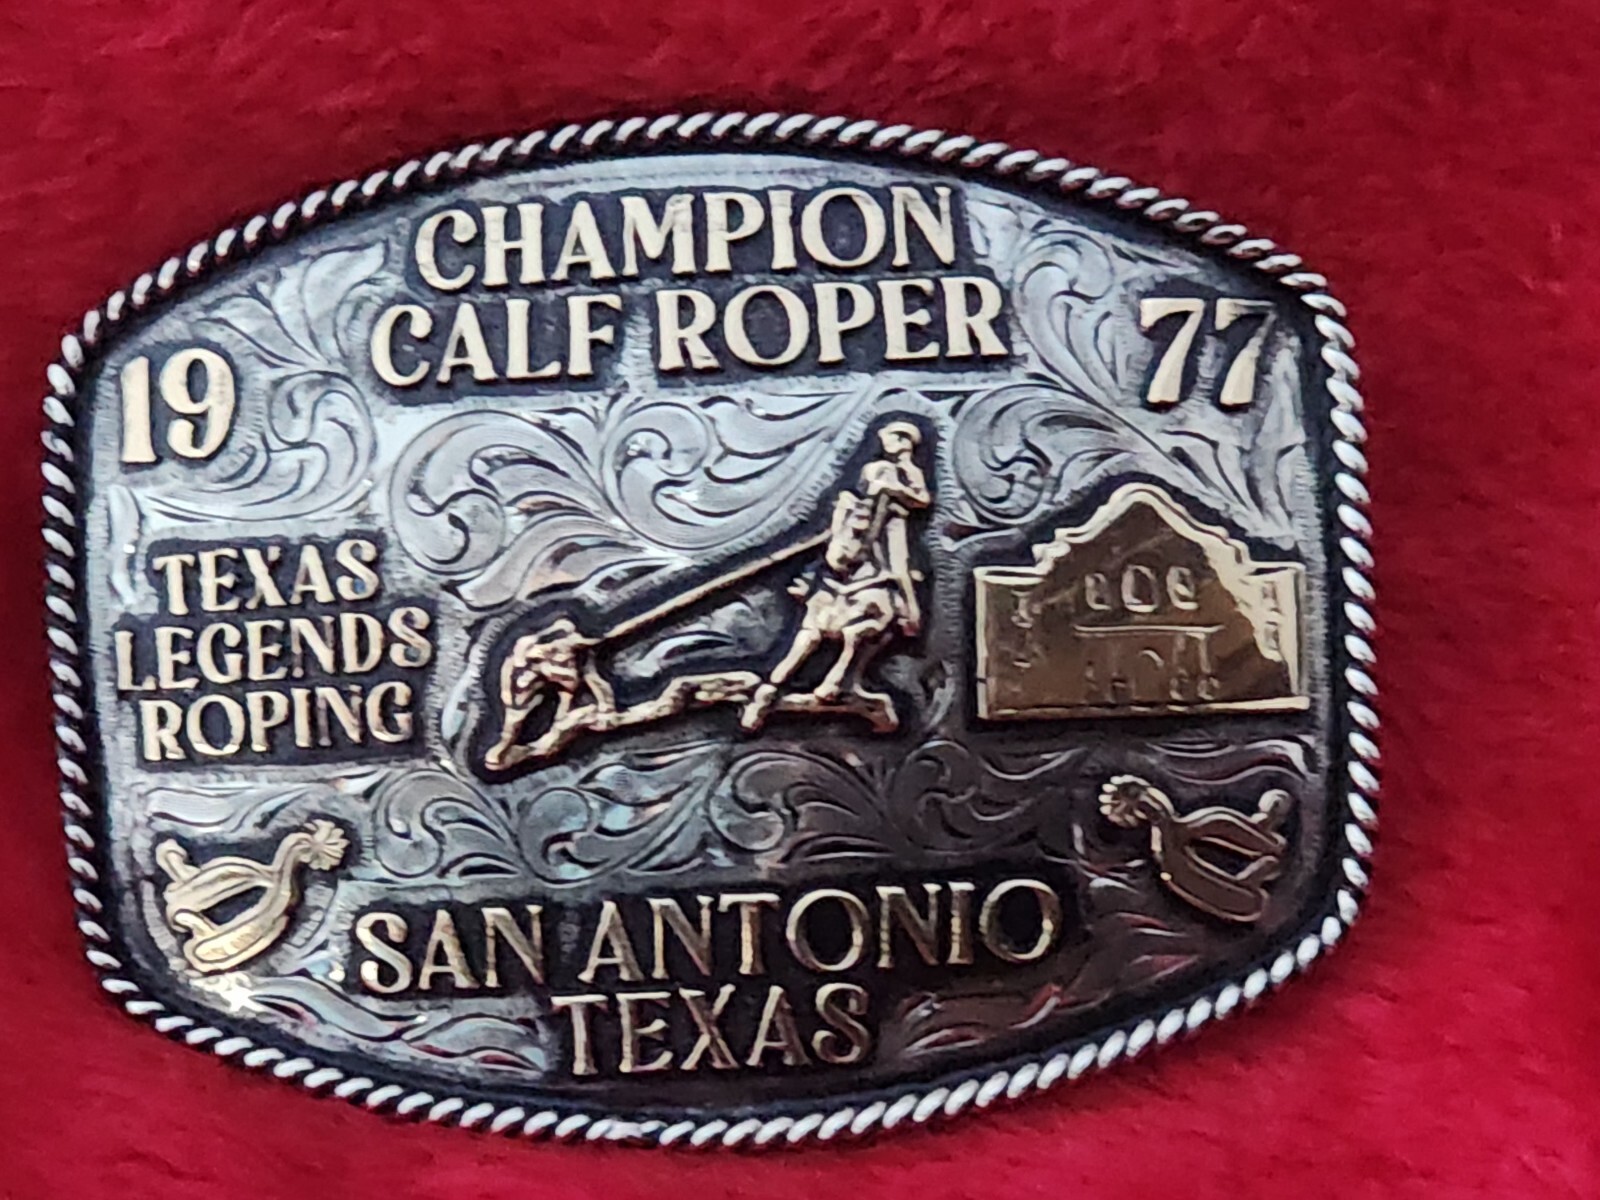 CHAMPION
CALF ROPER
19 77
TEXAS
LEGENDS
ROPING
SAN ANTONIO
TEXAS